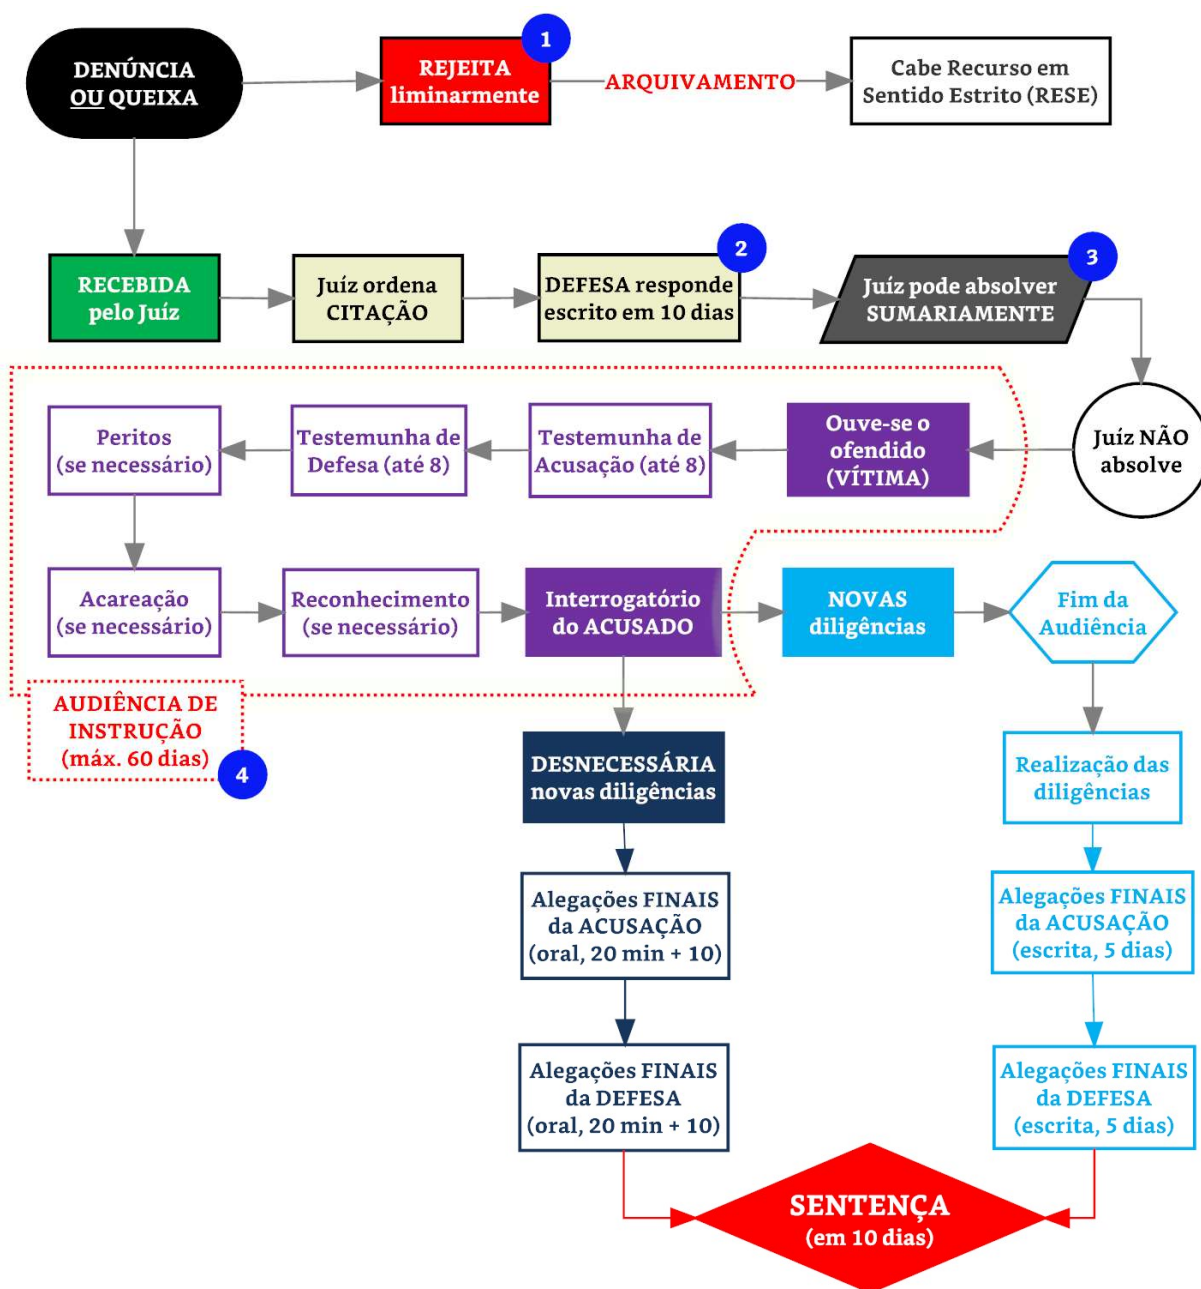 DENÚNCIA
OU QUEIXA
1
REJEITA
liminarmente
ARQUIVAMENTO
Cabe Recurso em
Sentido Estrito (RESE)
RECEBIDA
pelo Juíz
Juíz ordena
CITAÇÃO
2
DEFESA responde
escrito em 10 dias
3
Juíz pode absolver
SUMARIAMENTE
Juíz NÃO
absolve
Ouve-se o
ofendido
(VÍTIMA)
Testemunha de
Acusação (até 8)
Testemunha de
Defesa (até 8)
Peritos
(se necessário)
Acareação
(se necessário)
Reconhecimento
(se necessário)
Interrogatório
do ACUSADO
NOVAS
diligências
Fim da
Audiência
AUDIÊNCIA DE
INSTRUÇÃO
(máx. 60 dias)
4
DESNECESSÁRIA
novas diligências
Realização das
diligências
Alegações FINAIS
da ACUSAÇÃO
(oral, 20 min + 10)
Alegações FINAIS
da ACUSAÇÃO
(escrita, 5 dias)
Alegações FINAIS
da DEFESA
(oral, 20 min + 10)
Alegações FINAIS
da DEFESA
(escrita, 5 dias)
SENTENÇA
(em 10 dias)